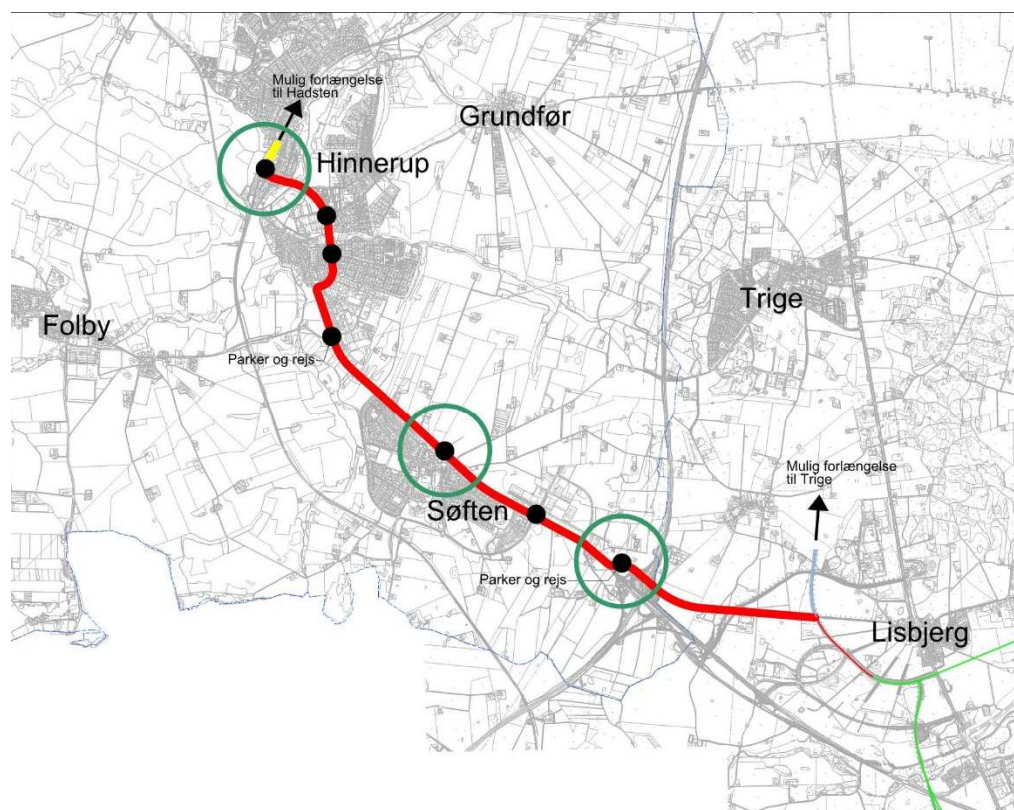 Mulig forlængelse
til Hadsten
Grundfør
Hinnerup
Trige
Folby
Parker og rejs
Mulig forlængelse
til Trige
Søften
Parker og rejs
Lisbjerg